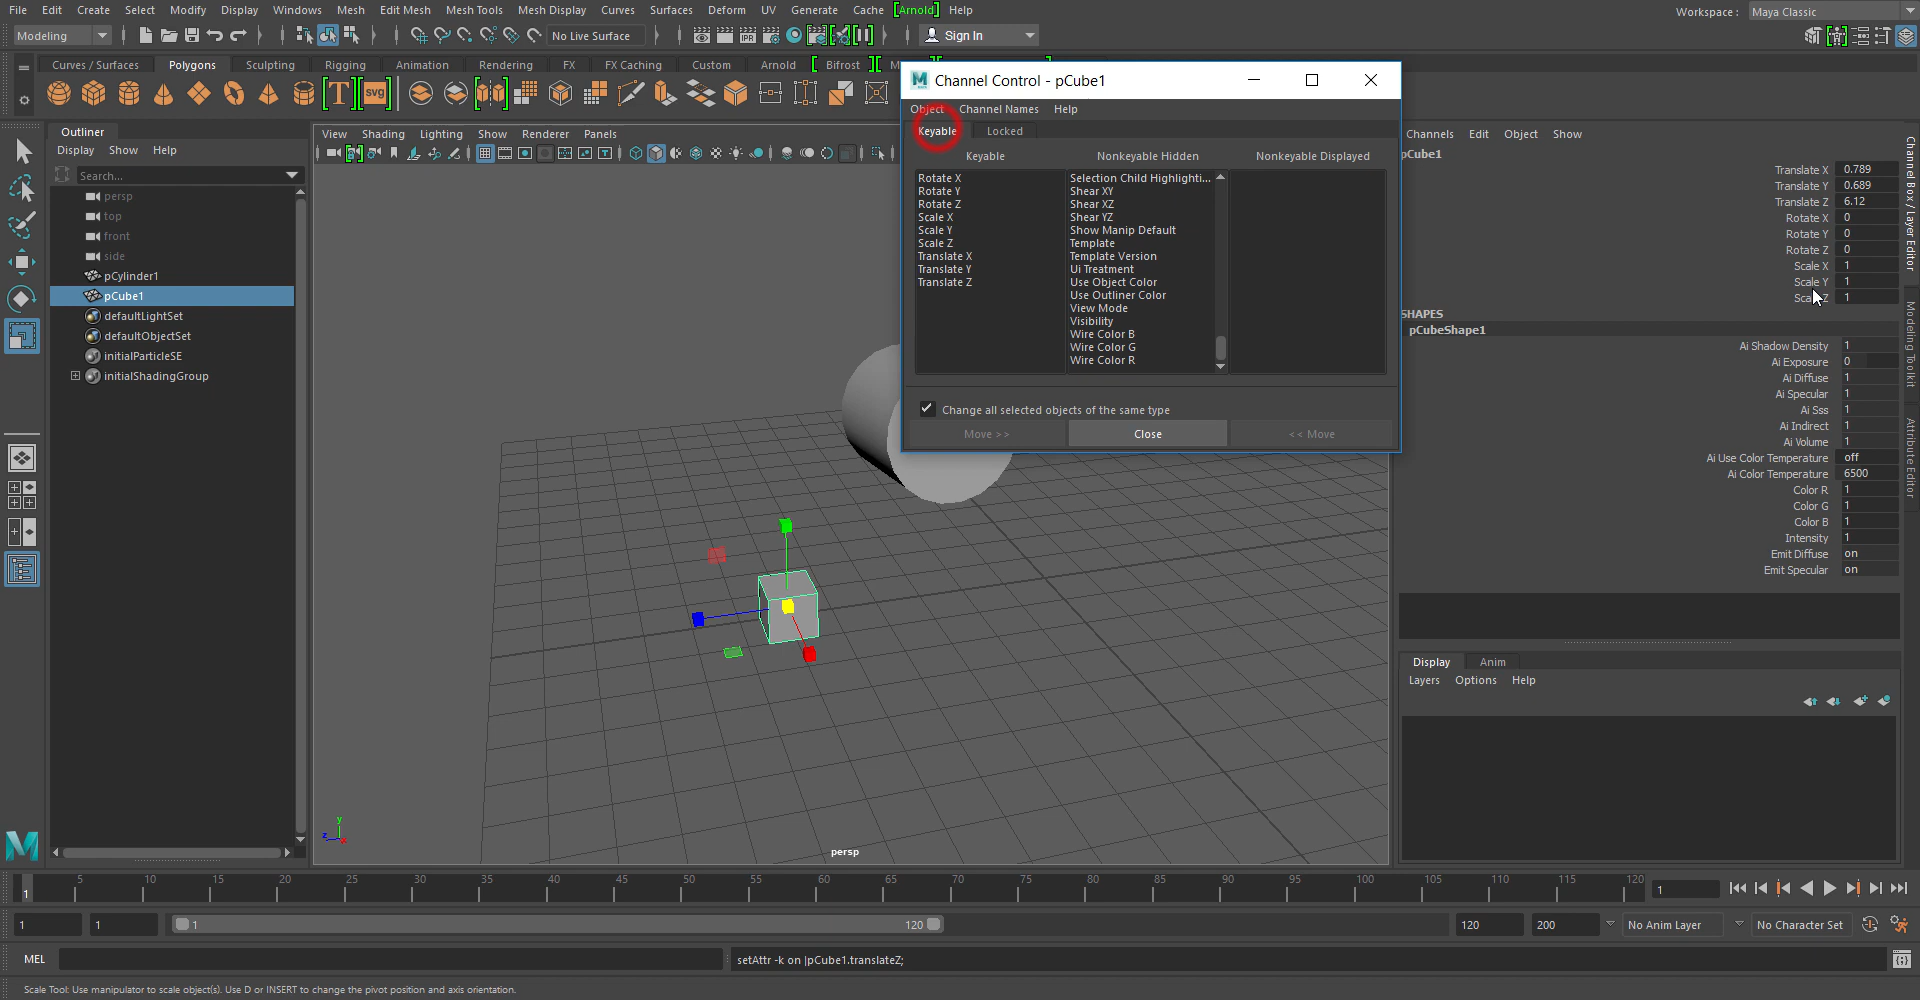 File Edit Create Select Modify Display Windows Mesh Edit Mesh Mesh Tools Mesh Display Curves Surfaces Deform UV Generate Cache [Arnold] Help
Workspace : Maya Classic
Modeling
No Live Surface
IPR
Sign In
Curves / Surfaces Polygons Sculpting Rigging Animation Rendering FX FX Caching Custom Arnold Bifrost
T
svg
Channel Control - pCube1
Object Channel Names Help
Keyable Locked
Keyable Nonkeyable Hidden Nonkeyable Displayed
Rotate X
Rotate Y
Rotate Z
Scale X
Scale Y
Scale Z
Translate X
Translate Y
Translate Z
Selection Child Highlighti...
Shear XY
Shear XZ
Shear YZ
Show Manip Default
Template
Template Version
Ui Treatment
Use Object Color
Use Outliner Color
View Mode
Visibility
Wire Color B
Wire Color G
Wire Color R
Change all selected objects of the same type
Move >> Close << Move
Outliner
Display Show Help
Search...
persp
top
front
side
pCylinder1
pCube1
defaultLightSet
defaultObjectSet
initialParticleSE
initialShadingGroup
View Shading Lighting Show Renderer Panels
y
z
x
persp
Channels Edit Object Show
pCube1
Translate X 0.789
Translate Y 0.689
Translate Z 6.12
Rotate X 0
Rotate Y 0
Rotate Z 0
Scale X 1
Scale Y 1
Scale Z 1
SHAPES
pCubeShape1
Ai Shadow Density 1
Ai Exposure 0
Ai Diffuse 1
Ai Specular 1
Ai Sss 1
Ai Indirect 1
Ai Volume 1
Ai Use Color Temperature off
Ai Color Temperature 6500
Color R 1
Color G 1
Color B 1
Intensity 1
Emit Diffuse on
Emit Specular on
Channel Box / Layer Editor
Modeling Toolkit
Attribute Editor
Display Anim
Layers Options Help
1 5 10 15 20 25 30 35 40 45 50 55 60 65 70 75 80 85 90 95 100 105 110 115 120
1
1 1 1 120 120 200 No Anim Layer No Character Set
MEL
setAttr -k on |pCube1.translateZ;
Scale Tool: Use manipulator to scale object(s). Use D or INSERT to change the pivot position and axis orientation.